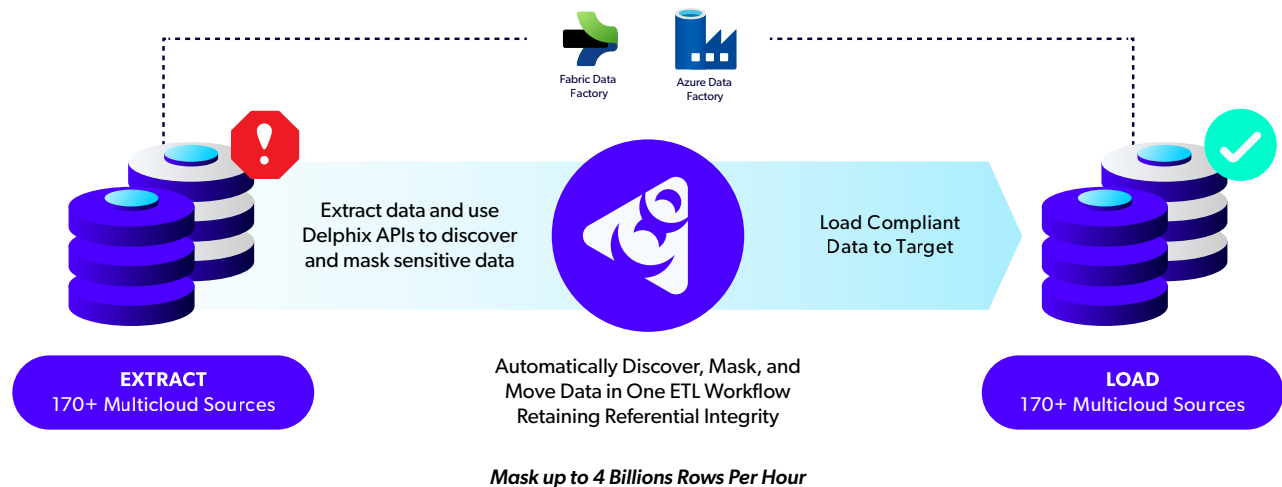 Fabric Data
Factory
Azure Data
Factory
Extract data and use
Delphix APIs to discover
and mask sensitive data
Load Compliant
Data to Target
EXTRACT
170+ Multicloud Sources
Automatically Discover, Mask, and
Move Data in One ETL Workflow
Retaining Referential Integrity
LOAD
170+ Multicloud Sources
Mask up to 4 Billions Rows Per Hour